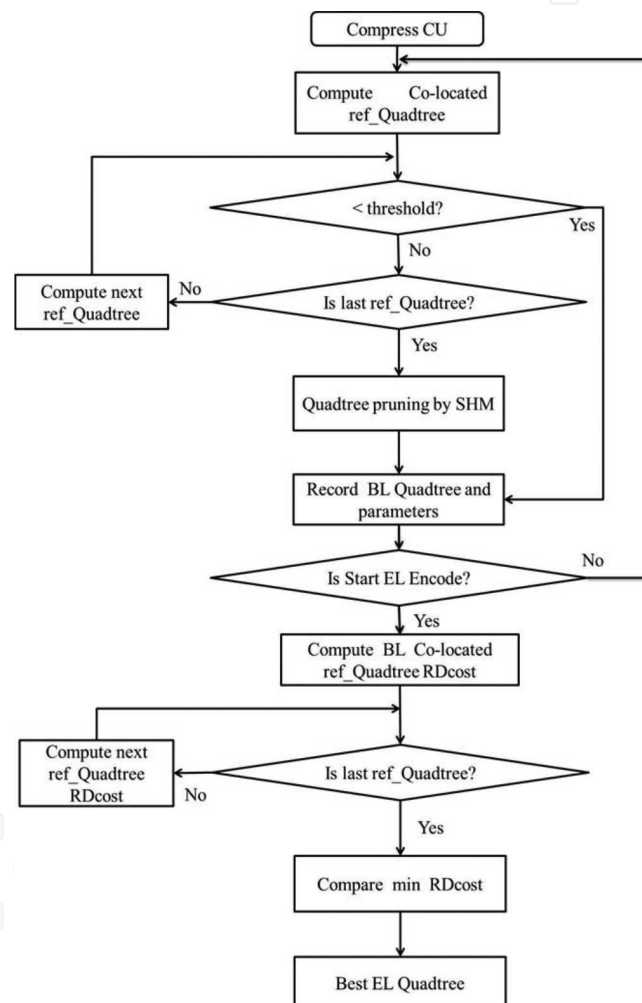 Compress CU
Compute Co-located
ref_Quadtree
< threshold?
Yes
No
Compute next
ref_Quadtree
No
Is last ref_Quadtree?
Yes
Quadtree pruning by SHM
Record BL Quadtree and
parameters
No
Is Start EL Encode?
Yes
Compute BL Co-located
ref_Quadtree RDcost
Compute next
ref_Quadtree
RDcost
No
Is last ref_Quadtree?
Yes
Compare min RDcost
Best EL Quadtree